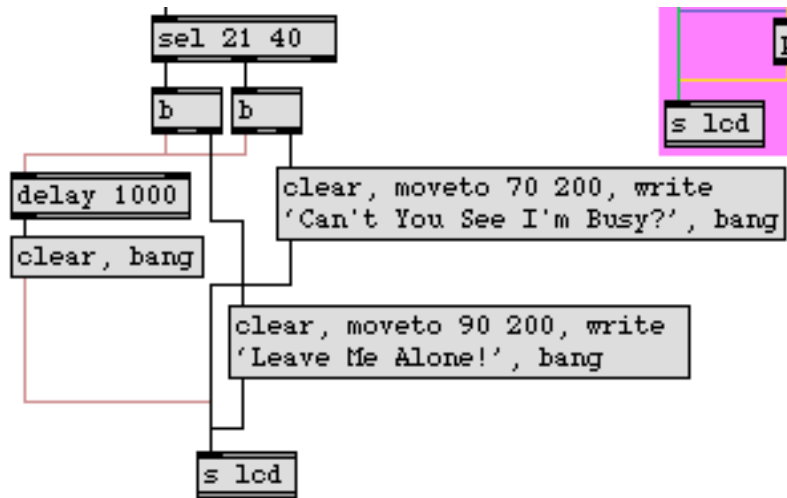 sel 21 40
b
b
s lcd
delay 1000
clear, moveto 70 200, write
‘Can't You See I'm Busy?’, bang
clear, bang
clear, moveto 90 200, write
‘Leave Me Alone!’, bang
s lcd